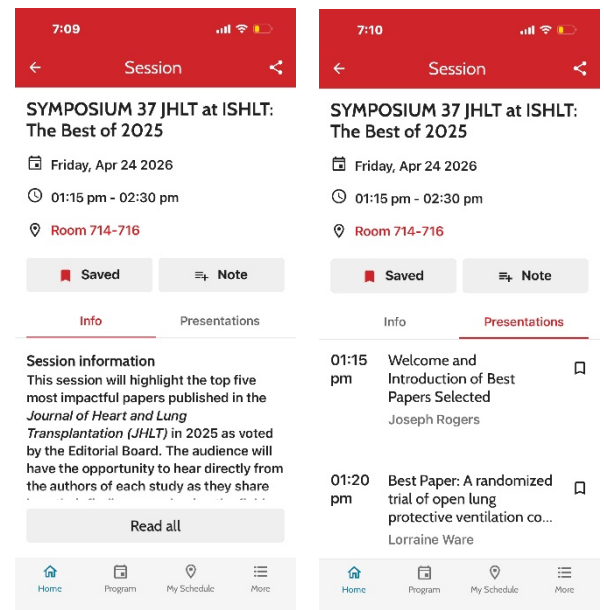 7:09
Session
SYMPOSIUM 37 JHLT at ISHLT:
The Best of 2025
Friday, Apr 24 2026
01:15 pm - 02:30 pm
Room 714-716
Saved
Note
Info
Presentations
Session information
This session will highlight the top five
most impactful papers published in the
Journal of Heart and Lung
Transplantation (JHLT) in 2025 as voted
by the Editorial Board. The audience will
have the opportunity to hear directly from
the authors of each study as they share
Read all
Home
Program
My Schedule
More
7:10
Session
SYMPOSIUM 37 JHLT at ISHLT:
The Best of 2025
Friday, Apr 24 2026
01:15 pm - 02:30 pm
Room 714-716
Saved
Note
Info
Presentations
01:15
pm
Welcome and
Introduction of Best
Papers Selected
Joseph Rogers
01:20
pm
Best Paper: A randomized
trial of open lung
protective ventilation co...
Lorraine Ware
Home
Program
My Schedule
More